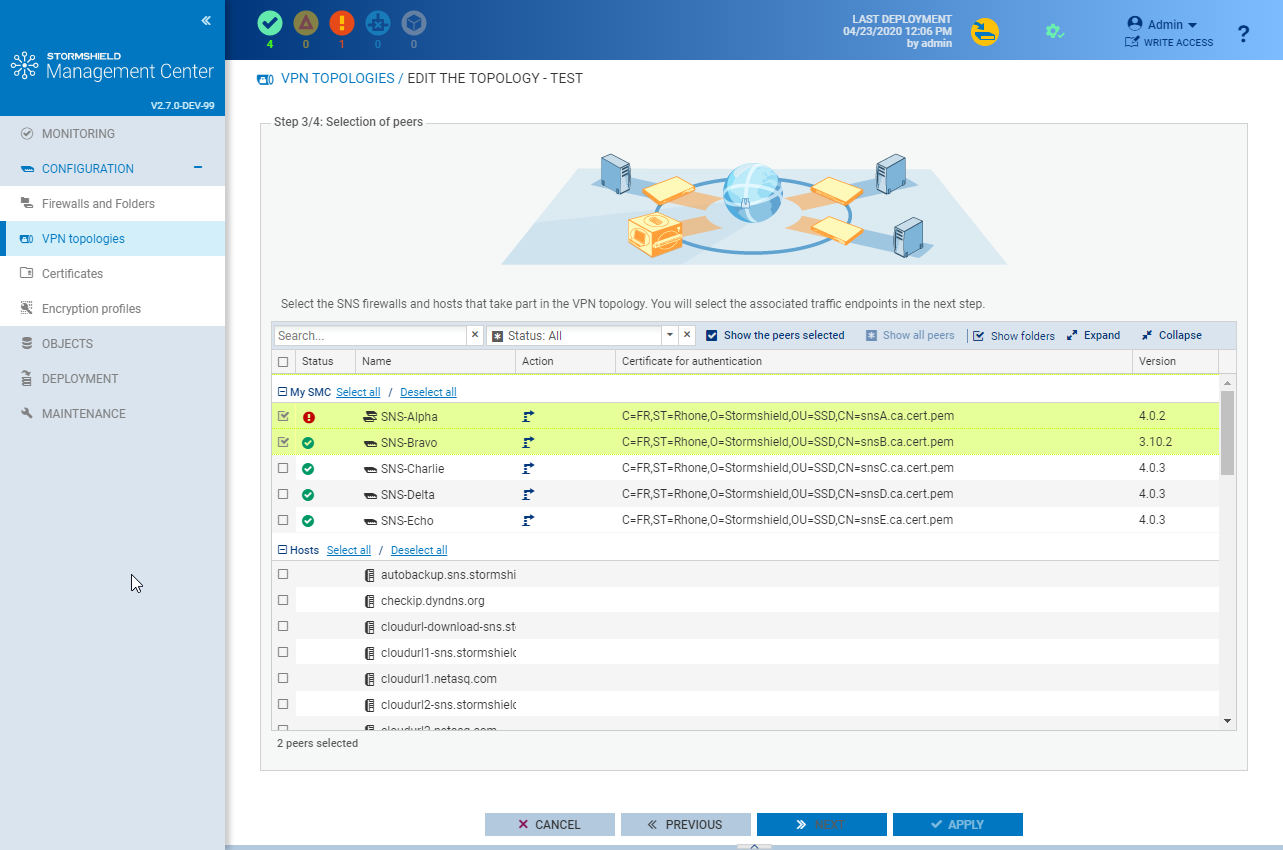 STORMSHIELD
Management Center
V2.7.0-DEV-99
4 0 1 0 0
LAST DEPLOYMENT
04/23/2020 12:06 PM
by admin
Admin
WRITE ACCESS
?
MONITORING
CONFIGURATION
Firewalls and Folders
VPN topologies
Certificates
Encryption profiles
OBJECTS
DEPLOYMENT
MAINTENANCE
VPN TOPOLOGIES / EDIT THE TOPOLOGY - TEST
Step 3/4: Selection of peers
Select the SNS firewalls and hosts that take part in the VPN topology. You will select the associated traffic endpoints in the next step.
Search... Status: All Show the peers selected Show all peers Show folders Expand Collapse
Status Name Action Certificate for authentication Version
My SMC Select all / Deselect all
SNS-Alpha C=FR,ST=Rhone,O=Stormshield,OU=SSD,CN=snsA.ca.cert.pem 4.0.2
SNS-Bravo C=FR,ST=Rhone,O=Stormshield,OU=SSD,CN=snsB.ca.cert.pem 3.10.2
SNS-Charlie C=FR,ST=Rhone,O=Stormshield,OU=SSD,CN=snsC.ca.cert.pem 4.0.3
SNS-Delta C=FR,ST=Rhone,O=Stormshield,OU=SSD,CN=snsD.ca.cert.pem 4.0.3
SNS-Echo C=FR,ST=Rhone,O=Stormshield,OU=SSD,CN=snsE.ca.cert.pem 4.0.3
Hosts Select all / Deselect all
autobackup.sns.stormshi
checkip.dyndns.org
cloudurl-download-sns.st
cloudurl1-sns.stormshield
cloudurl1.netasq.com
cloudurl2-sns.stormshield
cloudurl2.netasq.com
2 peers selected
CANCEL PREVIOUS NEXT APPLY